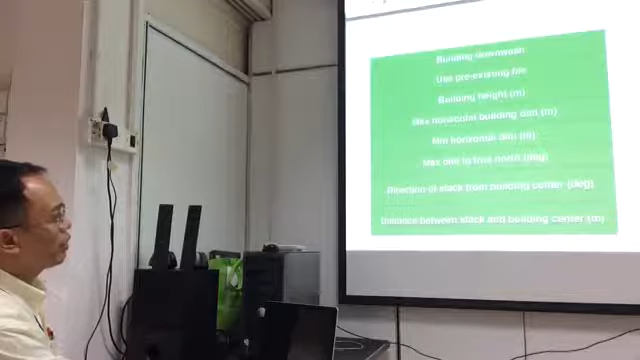 Building downwash
Use pre-existing file
Building height (m)
Max horizontal building dim (m)
Min horizontal dim (m)
Max dim to true north (deg)
Direction of stack from building center (deg)
Distance between stack and building center (m)